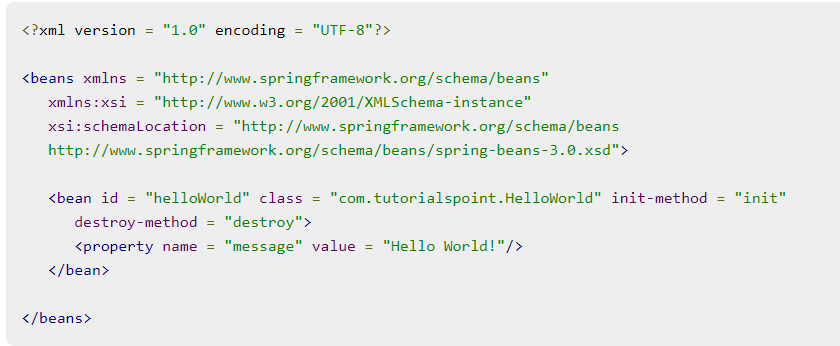 <?xml version = "1.0" encoding = "UTF-8"?>
<beans xmlns = "http://www.springframework.org/schema/beans"
xmlns:xsi = "http://www.w3.org/2001/XMLSchema-instance"
xsi:schemaLocation = "http://www.springframework.org/schema/beans
http://www.springframework.org/schema/beans/spring-beans-3.0.xsd">
<bean id = "helloWorld" class = "com.tutorialspoint.HelloWorld" init-method = "init"
destroy-method = "destroy">
<property name = "message" value = "Hello World!"/>
</bean>
</beans>